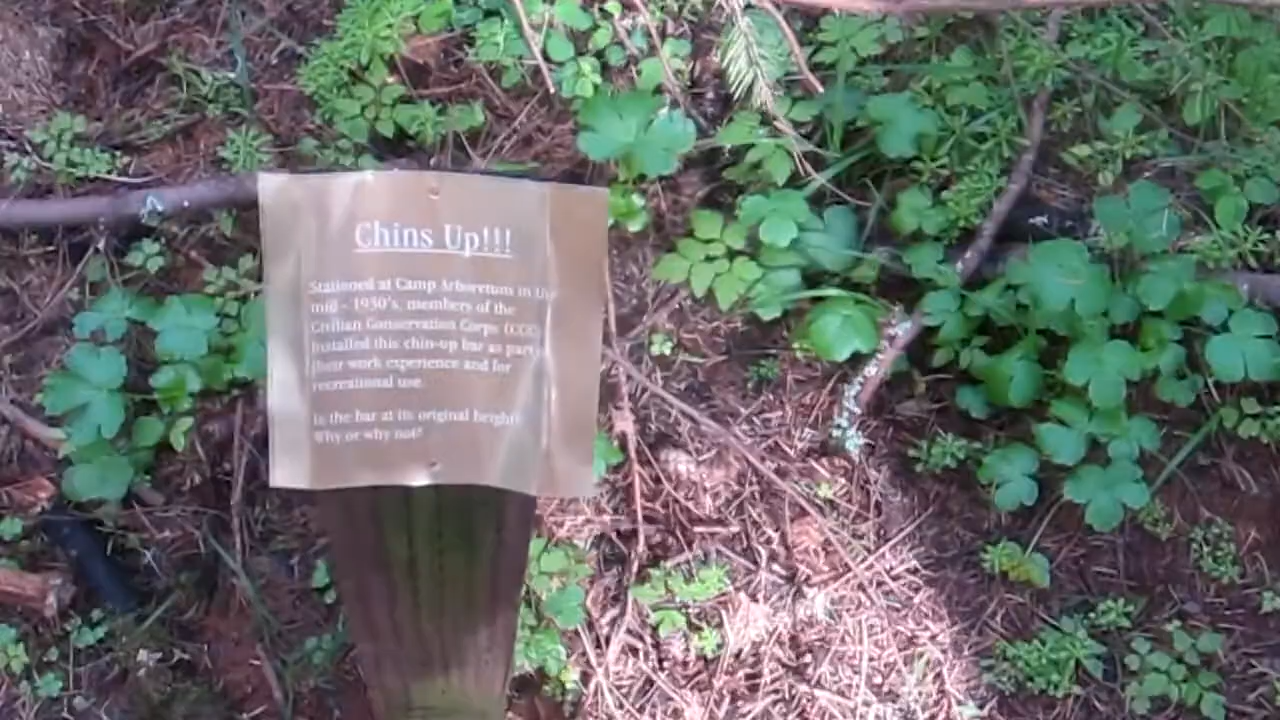 Chins Up!!!
Stationed at Camp Arboretum in the
mid - 1930's, members of the
Civilian Conservation Corps (CCC)
installed this chin-up bar as part of
their work experience and for
recreational use.
Is the bar at its original height?
Why or why not?